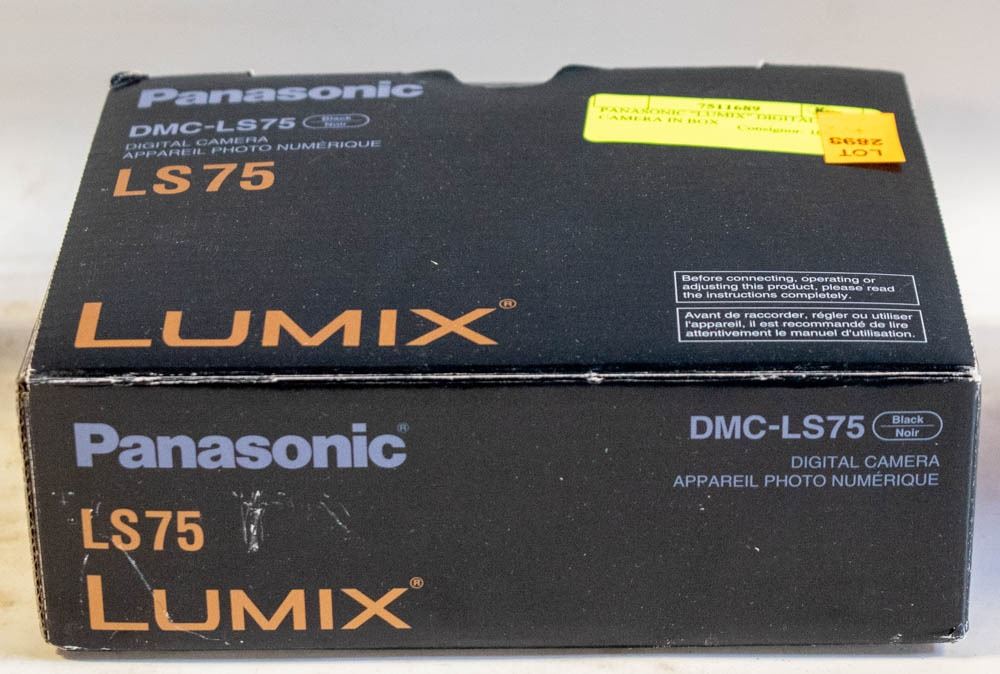 Panasonic
DMC-LS75 Black Noir
DIGITAL CAMERA
APPAREIL PHOTO NUMÉRIQUE
LS75
7511689
PANASONIC "LUMIX" DIGITAL
CAMERA IN BOX Consignor
LOT
2893
LUMIX®
Before connecting, operating or
adjusting this product, please read
the instructions completely.
Avant de raccorder, régler ou utiliser
l'appareil, il est recommandé de lire
attentivement le manuel d'utilisation.
Panasonic®
DMC-LS75 Black Noir
DIGITAL CAMERA
APPAREIL PHOTO NUMÉRIQUE
LS75
LUMIX®